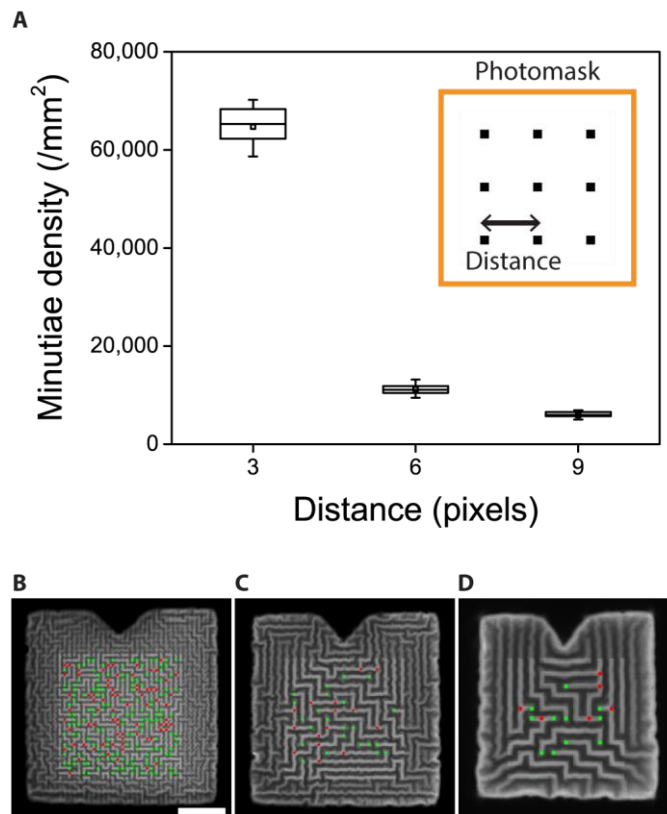 A
80,000
60,000
40,000
20,000
0
Minutiae density (/mm²)
Photomask
Distance
3
6
9
Distance (pixels)
B
C
D